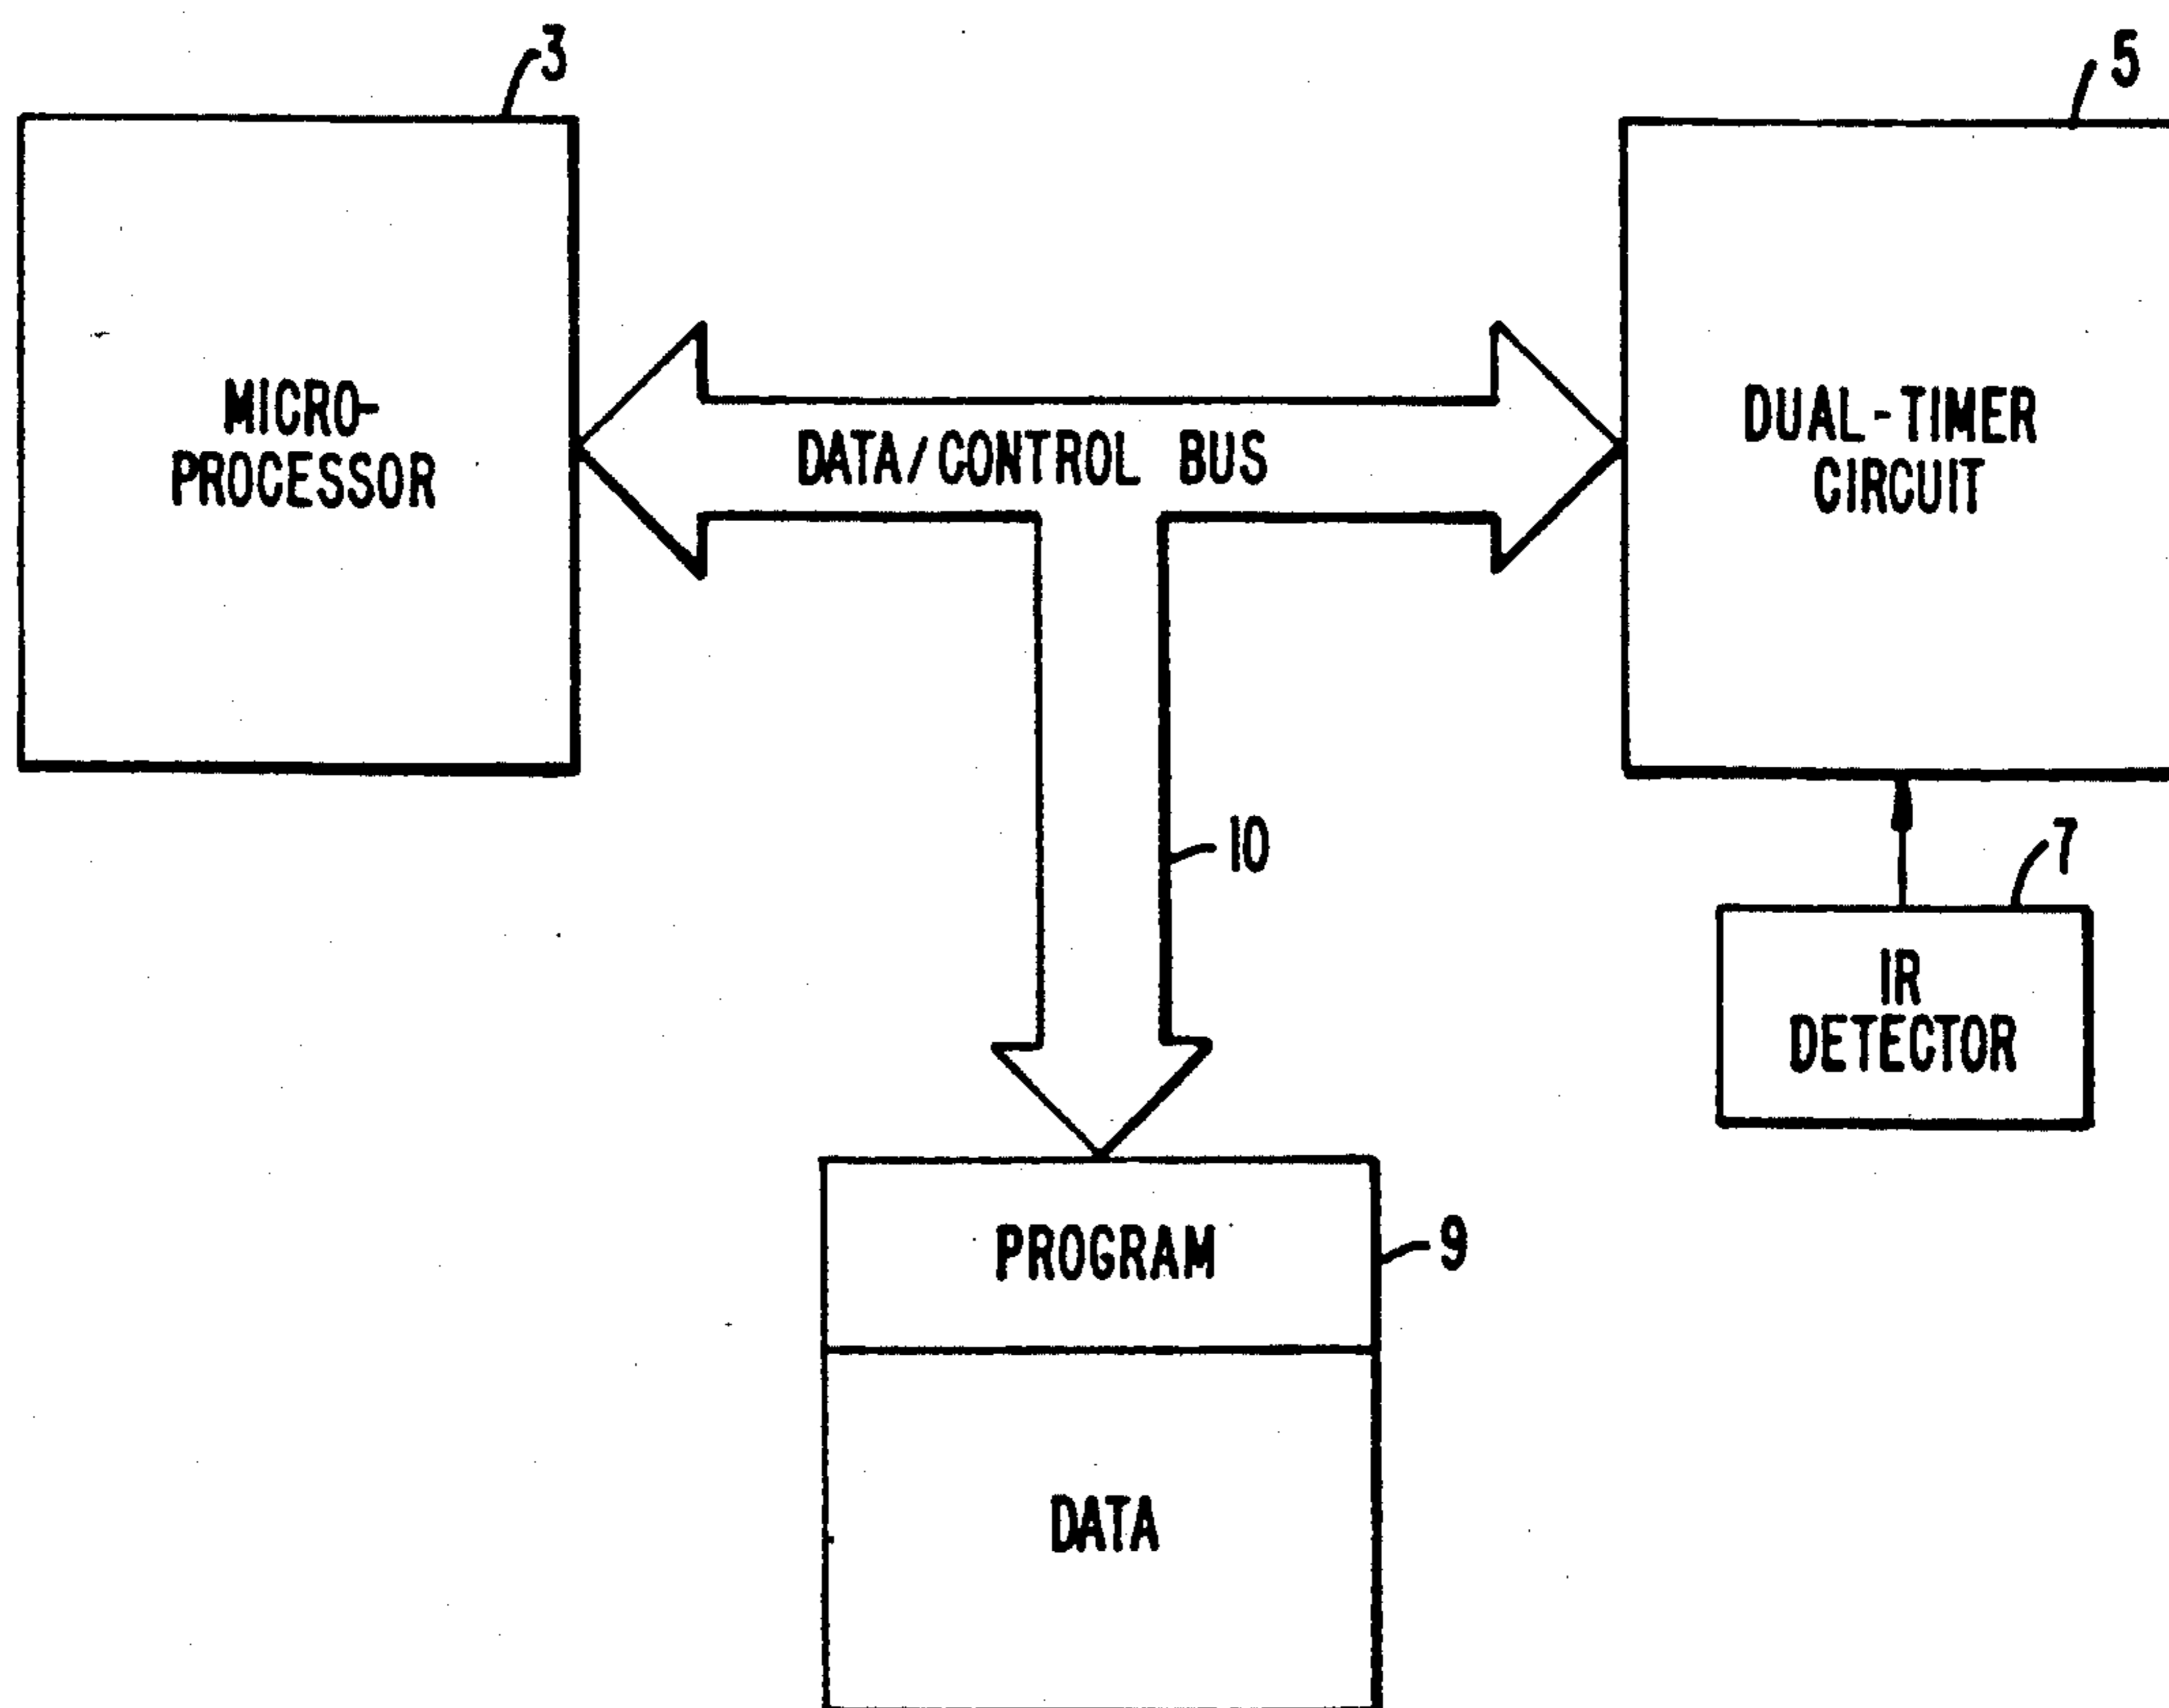 3
5
MICRO-
PROCESSOR
DATA/CONTROL BUS
DUAL-TIMER
CIRCUIT
10
7
IR
DETECTOR
PROGRAM
9
DATA